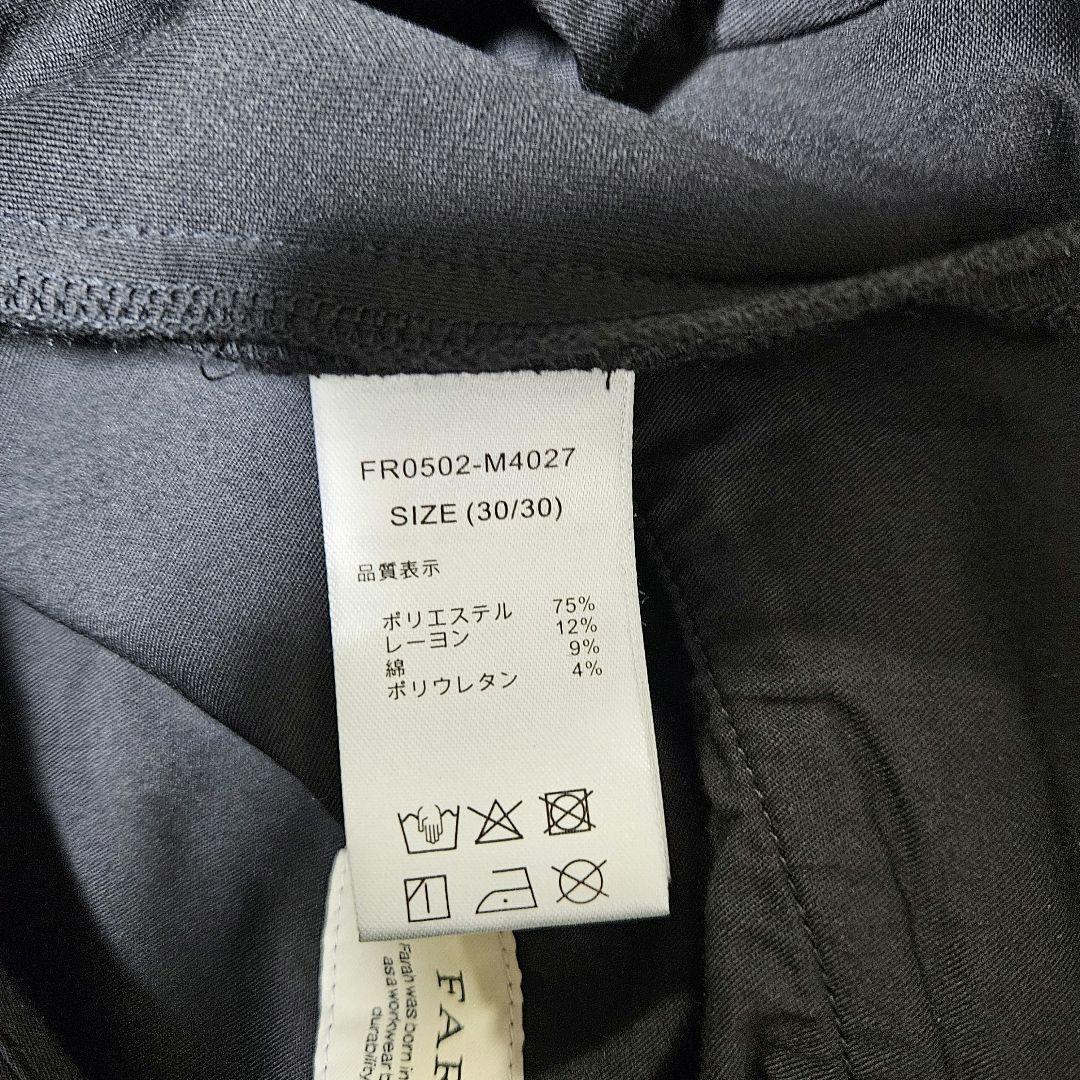 FR0502-M4027
SIZE (30/30)
品質表示
ポリエステル 75%
レーヨン 12%
綿 9%
ポリウレタン 4%
Farah was born in
as a workwear
durability